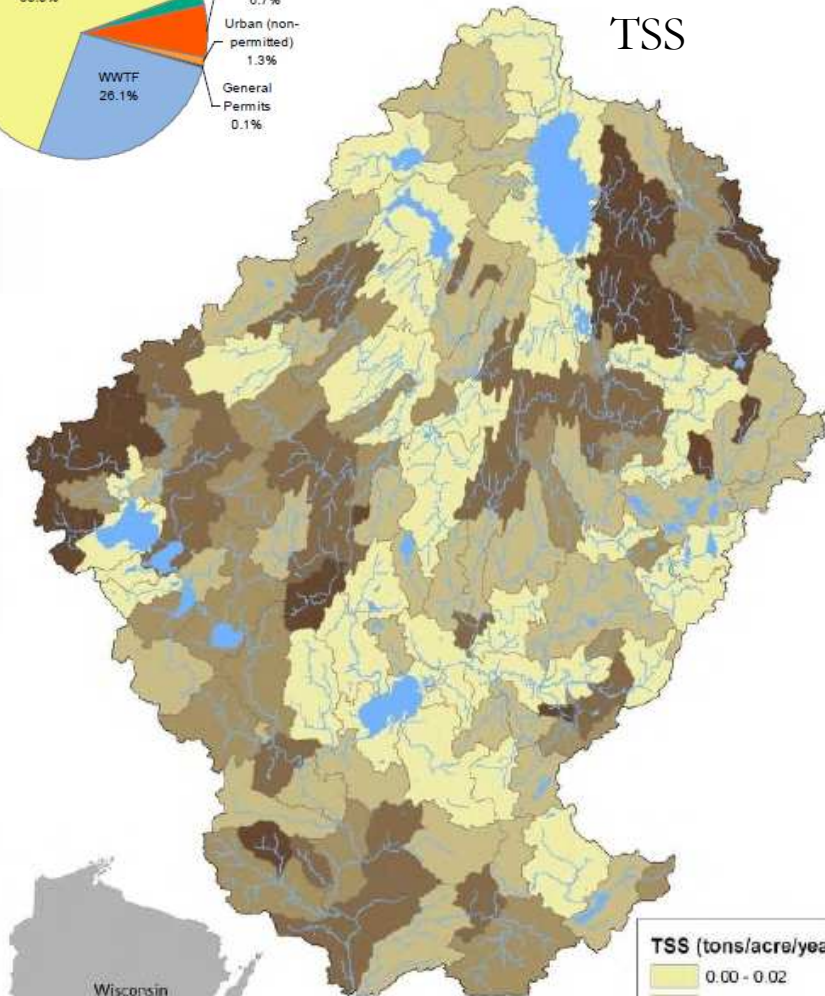 TSS
Urban (non-
permitted)
1.3%
WWTF
26.1%
General
Permits
0.1%
Wisconsin
TSS (tons/acre/yea
0.00 - 0.02